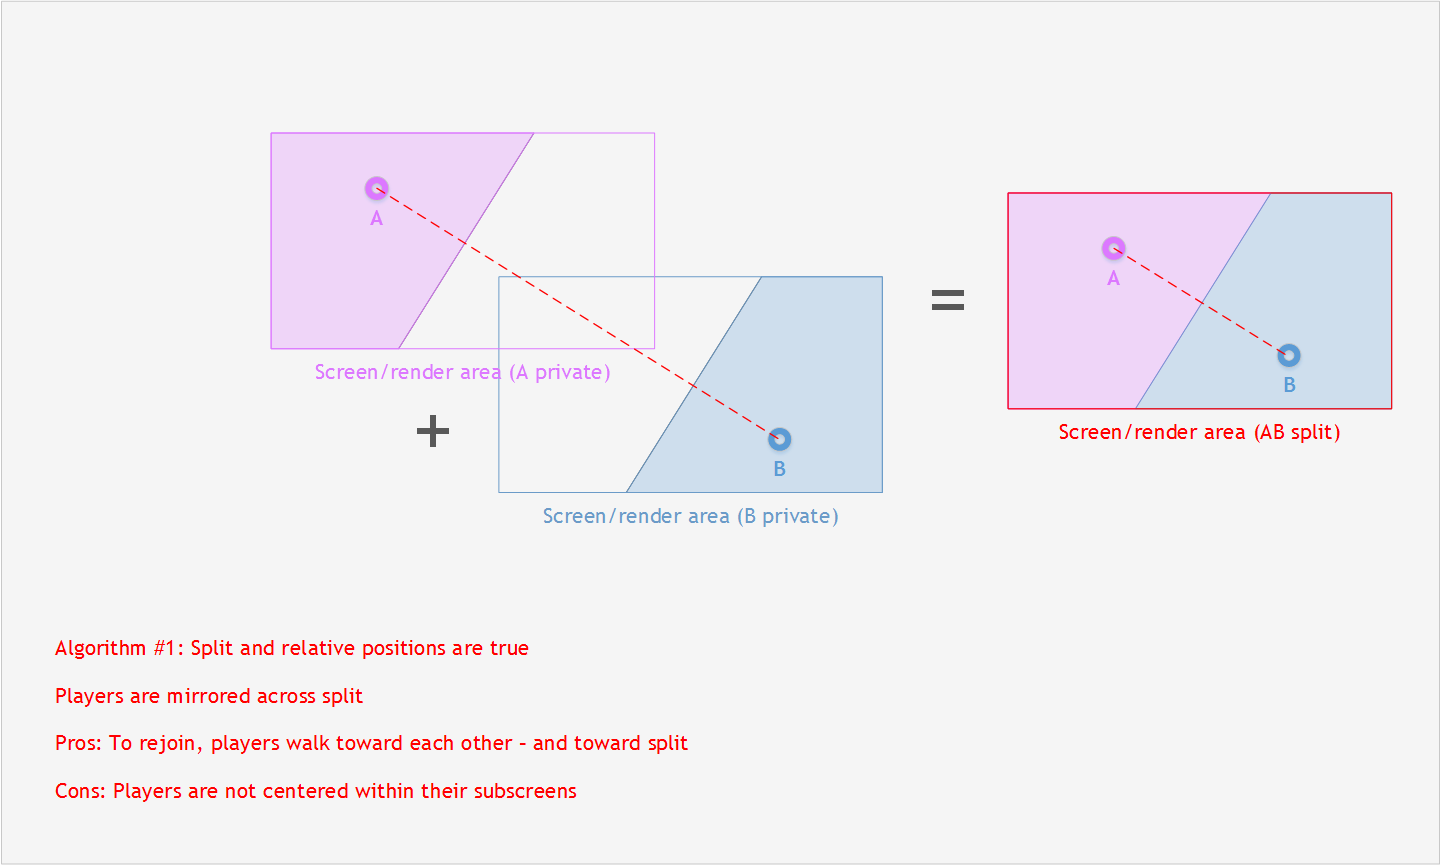 A
Screen/render area (A private)
+
B
Screen/render area (B private)
=
A
B
Screen/render area (AB split)
Algorithm #1: Split and relative positions are true
Players are mirrored across split
Pros: To rejoin, players walk toward each other – and toward split
Cons: Players are not centered within their subscreens